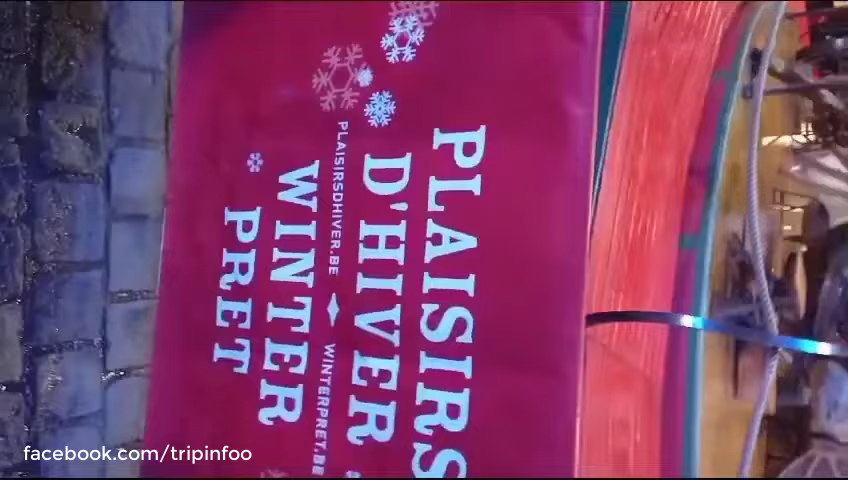 PLAISIRS
D'HIVER
PLAISIRSDHIVER.BE ♦ WINTERPRET.BE
WINTER
PRET
facebook.com/tripinfoo